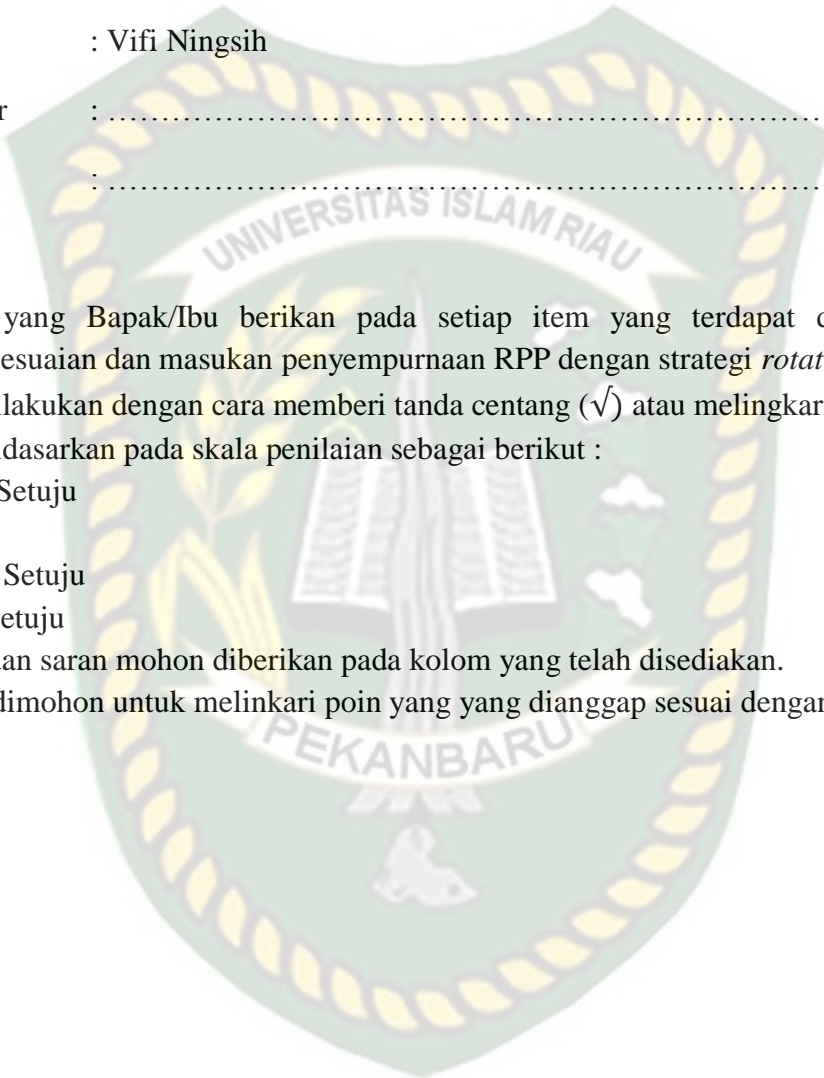 : Vifi Ningsih
r : ……………………………………………………………
: ……………………………………………………………
UNIVERSITAS ISLAM RIAU
yang Bapak/Ibu berikan pada setiap item yang terdapat d
esuaian dan masukan penyempurnaan RPP dengan strategi rotat
lakukan dengan cara memberi tanda centang (√) atau melingkari
dasarkan pada skala penilaian sebagai berikut :
Setuju
Setuju
etuju
dan saran mohon diberikan pada kolom yang telah disediakan.
dimohon untuk melinkari poin yang yang dianggap sesuai dengan
PEKANBARU